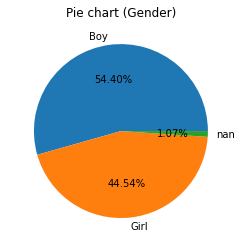 Pie chart (Gender)
Boy
54.40%
1.07%
nan
44.54%
Girl